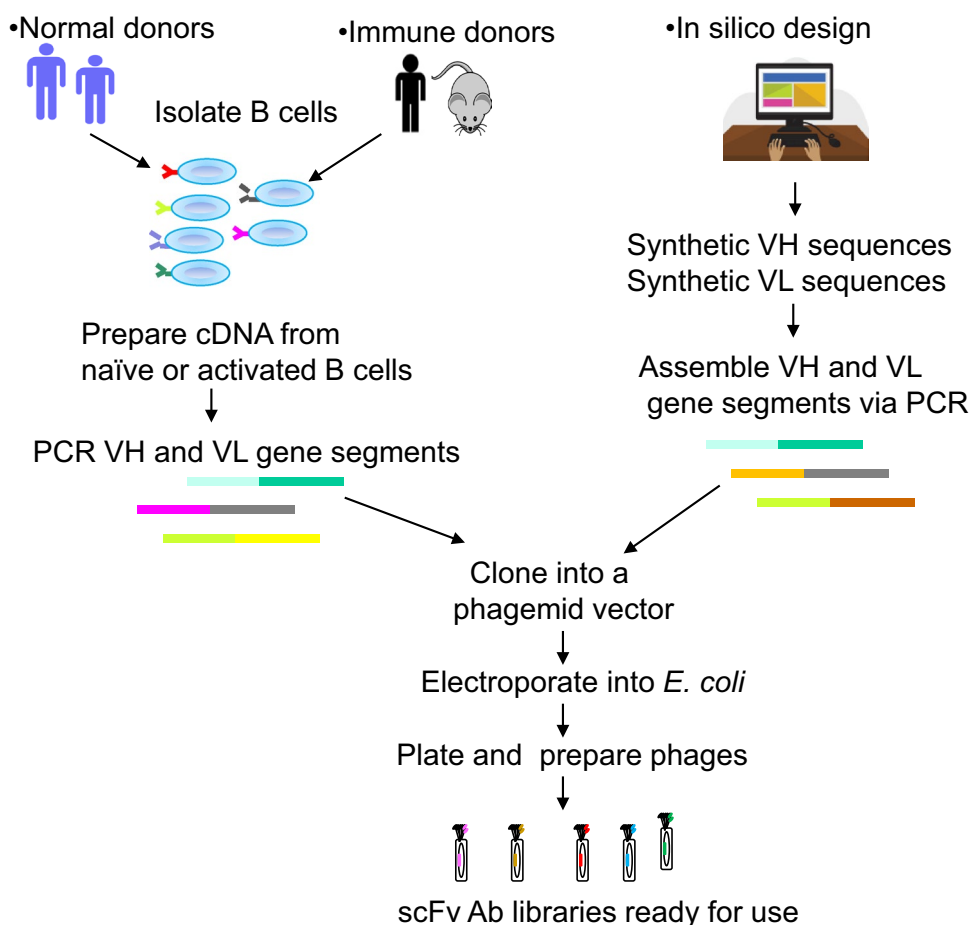 •Normal donors
•Immune donors
•In silico design
Isolate B cells
Synthetic VH sequences
Synthetic VL sequences
Prepare cDNA from
naïve or activated B cells
Assemble VH and VL
gene segments via PCR
PCR VH and VL gene segments
Clone into a
phagemid vector
Electroporate into E. coli
Plate and prepare phages
scFv Ab libraries ready for use